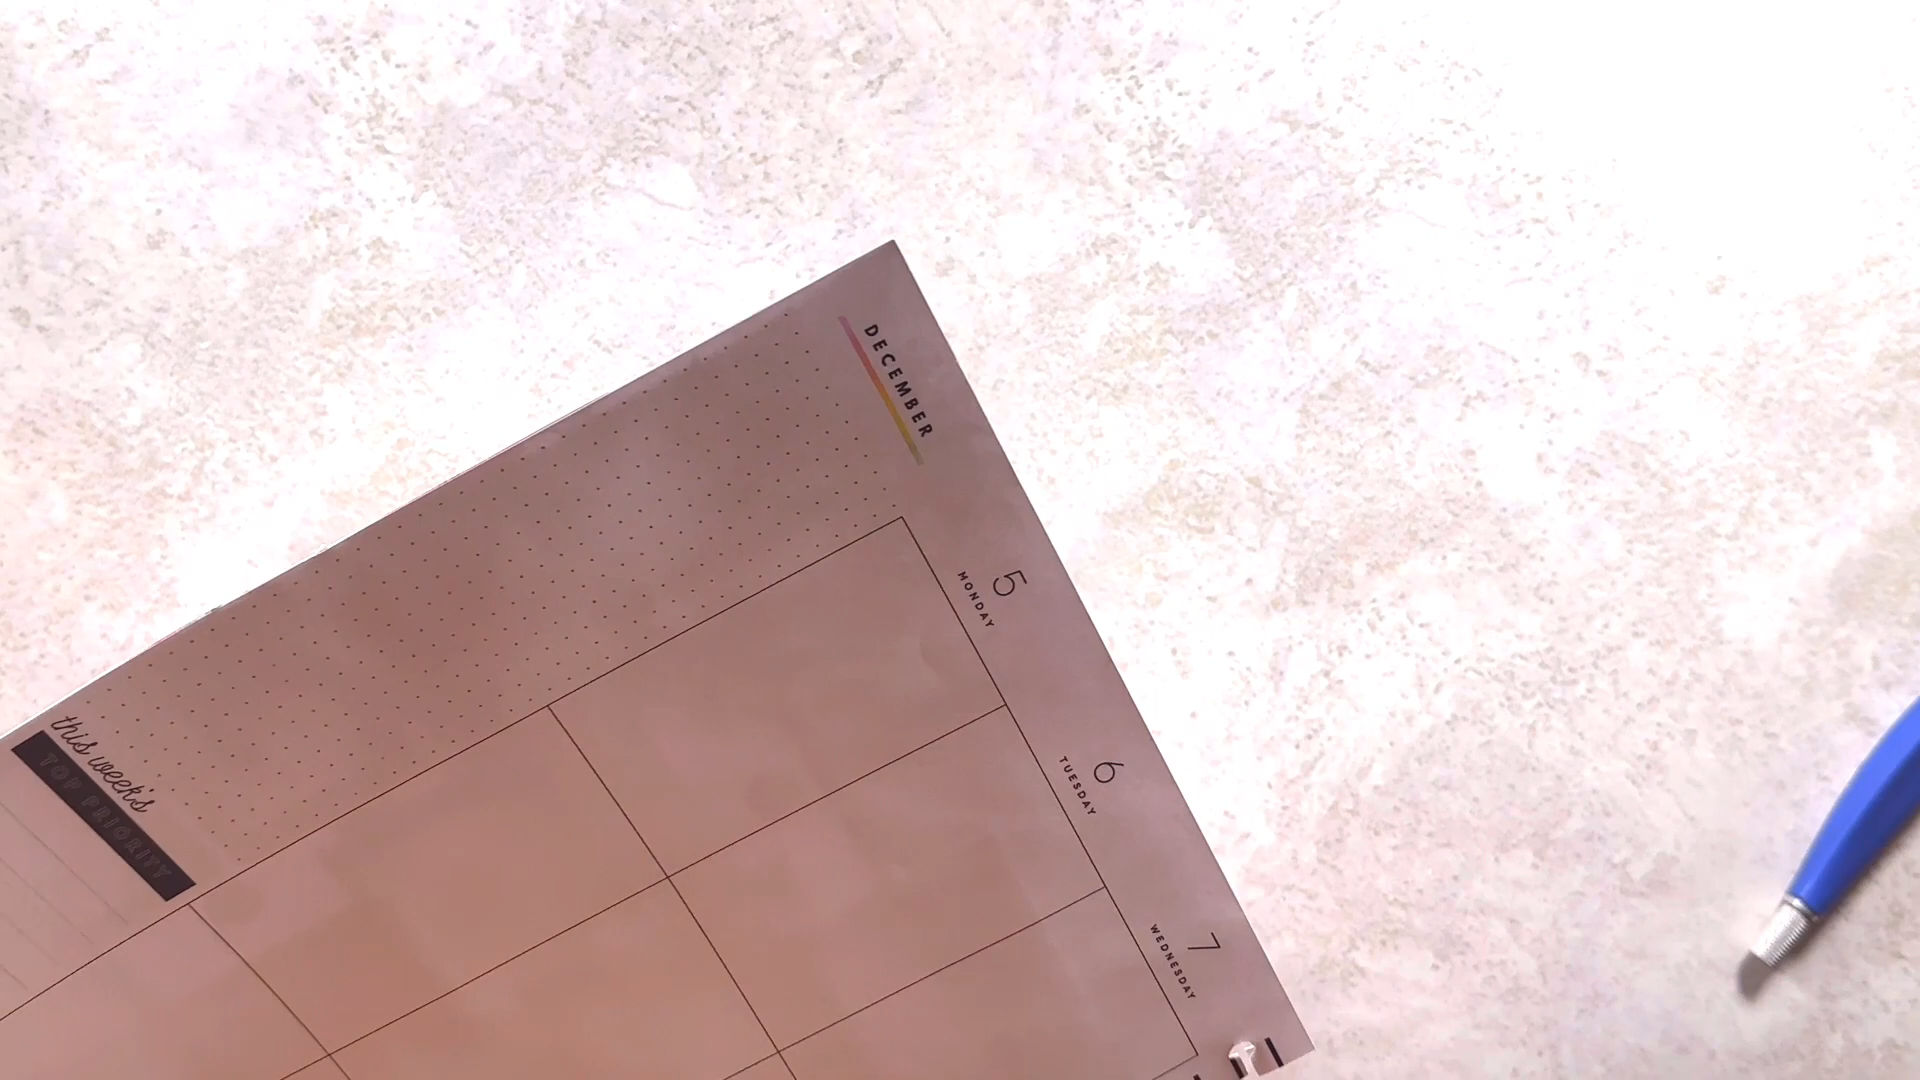 DECEMBER
5
MONDAY
6
TUESDAY
7
WEDNESDAY
this week's
TOP PRIORITY